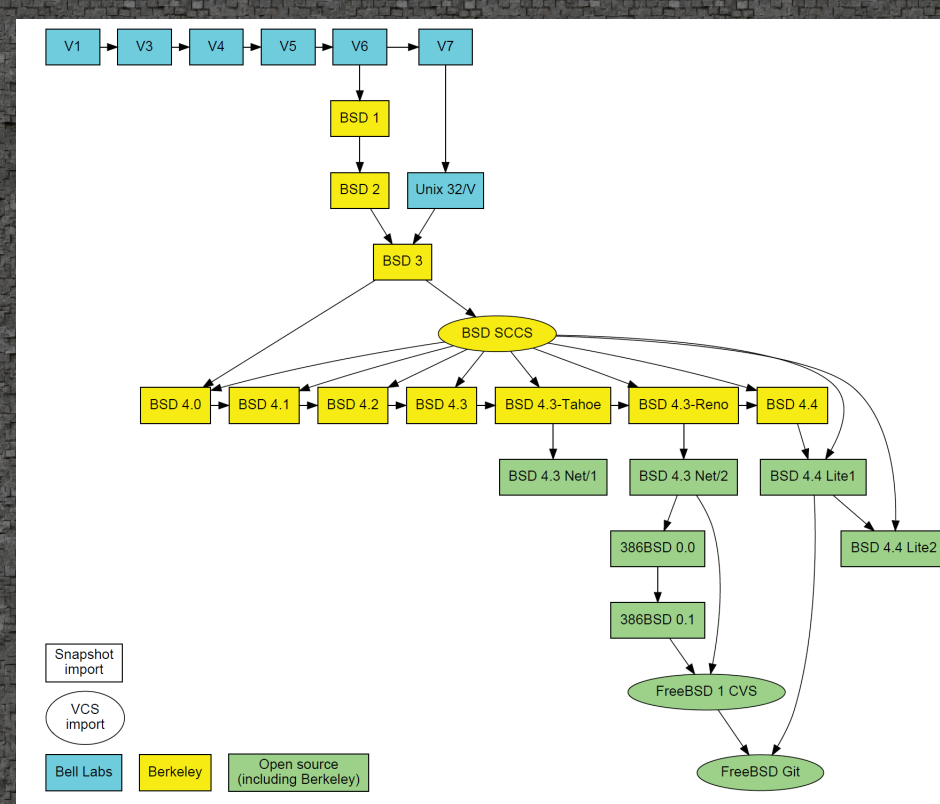 V1
V3
V4
V5
V6
V7
BSD 1
BSD 2
Unix 32/V
BSD 3
BSD SCCS
BSD 4.0
BSD 4.1
BSD 4.2
BSD 4.3
BSD 4.3-Tahoe
BSD 4.3-Reno
BSD 4.4
BSD 4.3 Net/1
BSD 4.3 Net/2
BSD 4.4 Lite1
386BSD 0.0
BSD 4.4 Lite2
386BSD 0.1
Snapshot
import
FreeBSD 1 CVS
VCS
import
Bell Labs
Berkeley
Open source
(including Berkeley)
FreeBSD Git